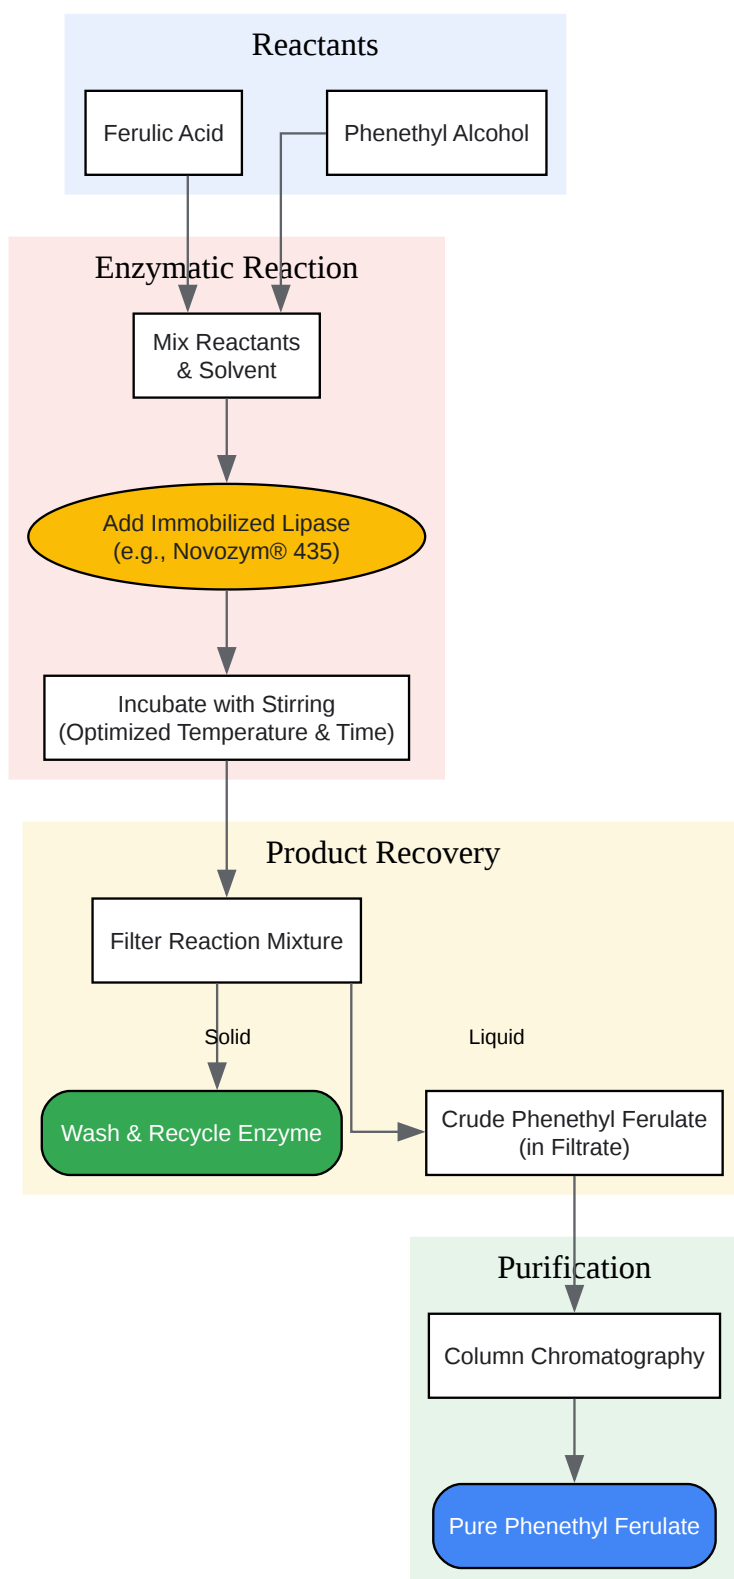 Reactants
Ferulic Acid
Phenethyl Alcohol
Enzymatic Reaction
Mix Reactants
& Solvent
Add Immobilized Lipase
(e.g., Novozym® 435)
Incubate with Stirring
(Optimized Temperature & Time)
Product Recovery
Filter Reaction Mixture
Solid
Liquid
Wash & Recycle Enzyme
Crude Phenethyl Ferulate
(in Filtrate)
Purification
Column Chromatography
Pure Phenethyl Ferulate